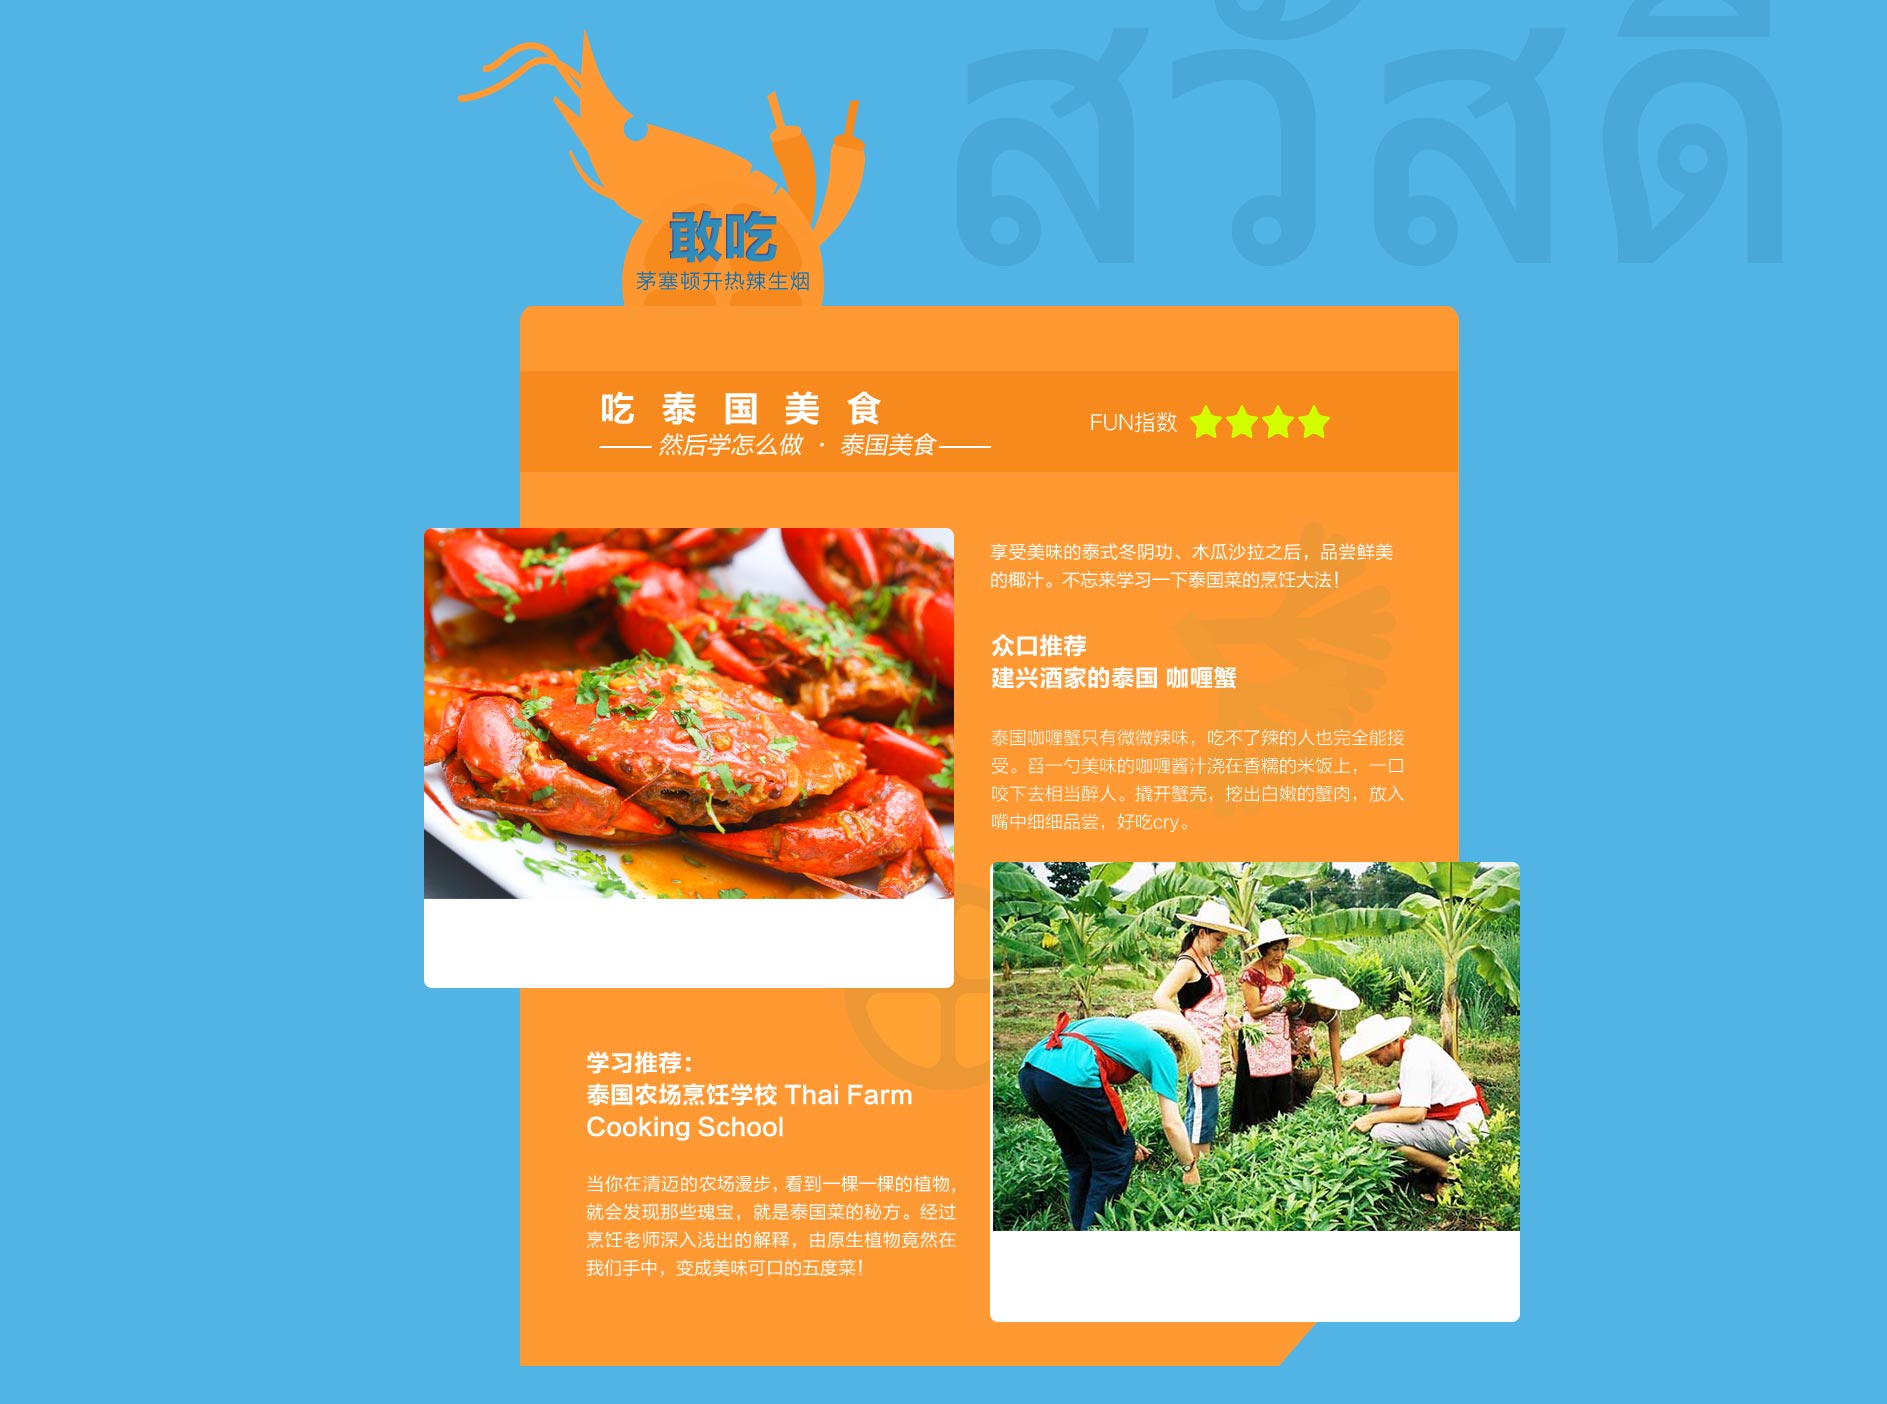 สวัสดี
敢吃
茅塞顿开热辣生烟
吃泰国美食
FUN指数
然后学怎么做 · 泰国美食
享受美味的泰式冬阴功、木瓜沙拉之后，品尝鲜美
的椰汁。不忘来学习一下泰国菜的烹饪大法！
众口推荐
建兴酒家的泰国 咖喱蟹
泰国咖喱蟹只有微微辣味，吃不了辣的人也完全能接
受。舀一勺美味的咖喱酱汁浇在香糯的米饭上，一口
咬下去相当醉人。撬开蟹壳，挖出白嫩的蟹肉，放入
嘴中细细品尝，好吃cry。
学习推荐：
泰国农场烹饪学校 Thai Farm
Cooking School
当你在清迈的农场漫步，看到一棵一棵的植物，
就会发现那些瑰宝，就是泰国菜的秘方。经过
烹饪老师深入浅出的解释，由原生植物竟然在
我们手中，变成美味可口的五度菜！